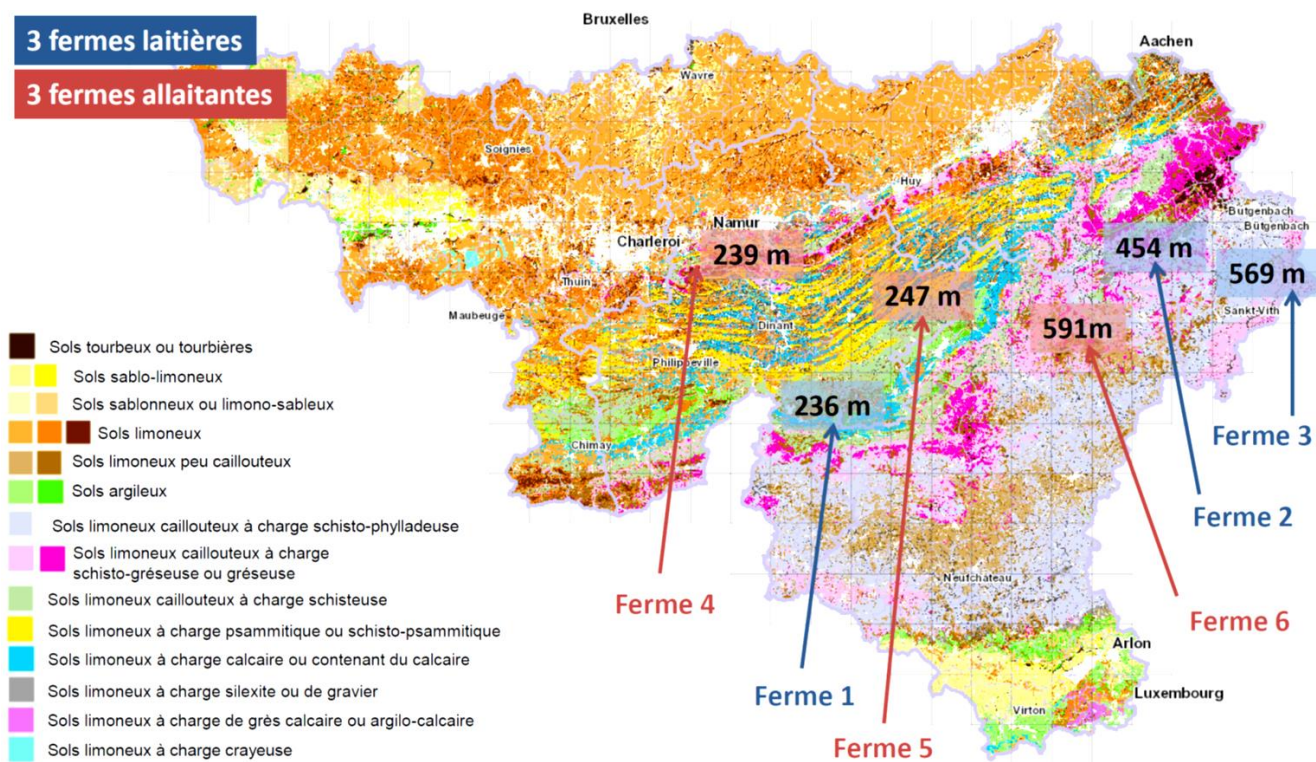 3 fermes laitières
3 fermes allaitantes
Bruxelles
Aachen
Wavre
Soignies
Huy
Namur
Charleroi
Butgenbach
Bütgenbach
239 m
454 m
569 m
247 m
Thuin
Maubeuge
Dinant
591m
Sankt-Vith
Philippeville
236 m
Chimay
Ferme 3
Ferme 2
Neufchateau
Ferme 4
Ferme 6
Arlon
Ferme 1
Luxembourg
Virton
Ferme 5
Sols tourbeux ou tourbières
Sols sablo-limoneux
Sols sablonneux ou limono-sableux
Sols limoneux
Sols limoneux peu caillouteux
Sols argileux
Sols limoneux caillouteux à charge schisto-phylladeuse
Sols limoneux caillouteux à charge
schisto-gréseuse ou gréseuse
Sols limoneux caillouteux à charge schisteuse
Sols limoneux à charge psammitique ou schisto-psammitique
Sols limoneux à charge calcaire ou contenant du calcaire
Sols limoneux à charge silexite ou de gravier
Sols limoneux à charge de grès calcaire ou argilo-calcaire
Sols limoneux à charge crayeuse